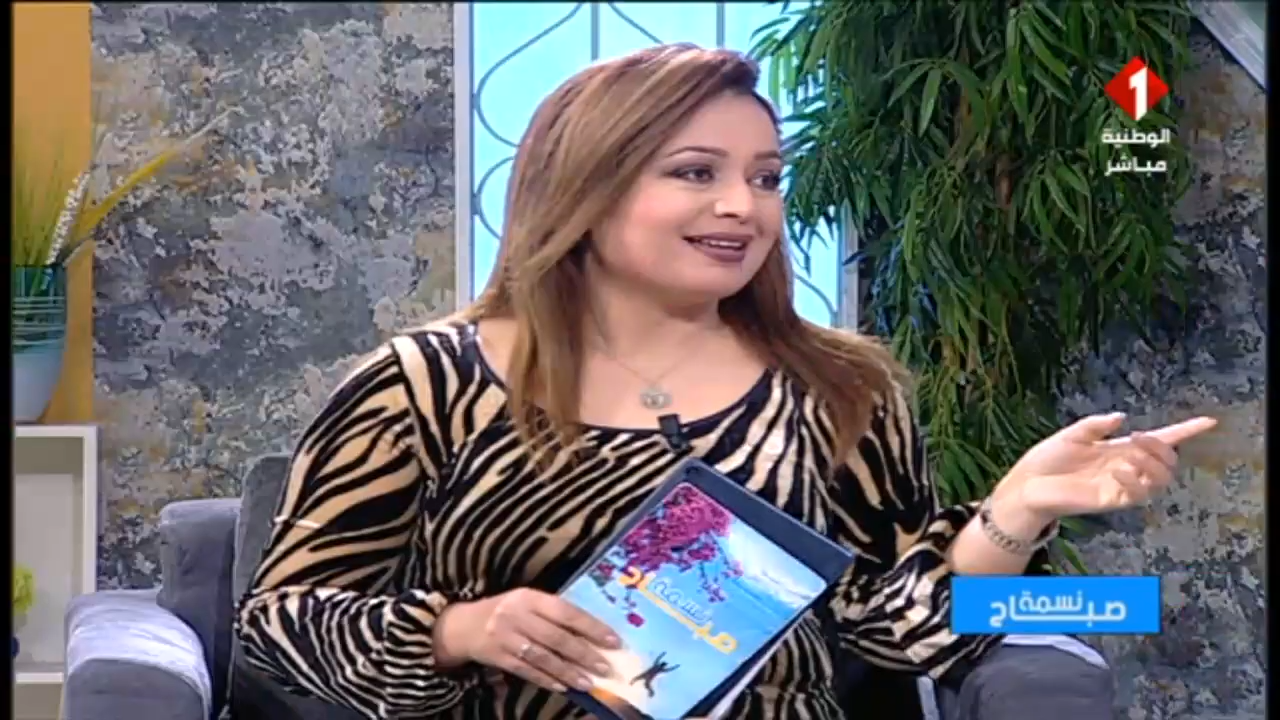 1
الوطنية
مباشر
نسمة
صباح
نسمة
صباح